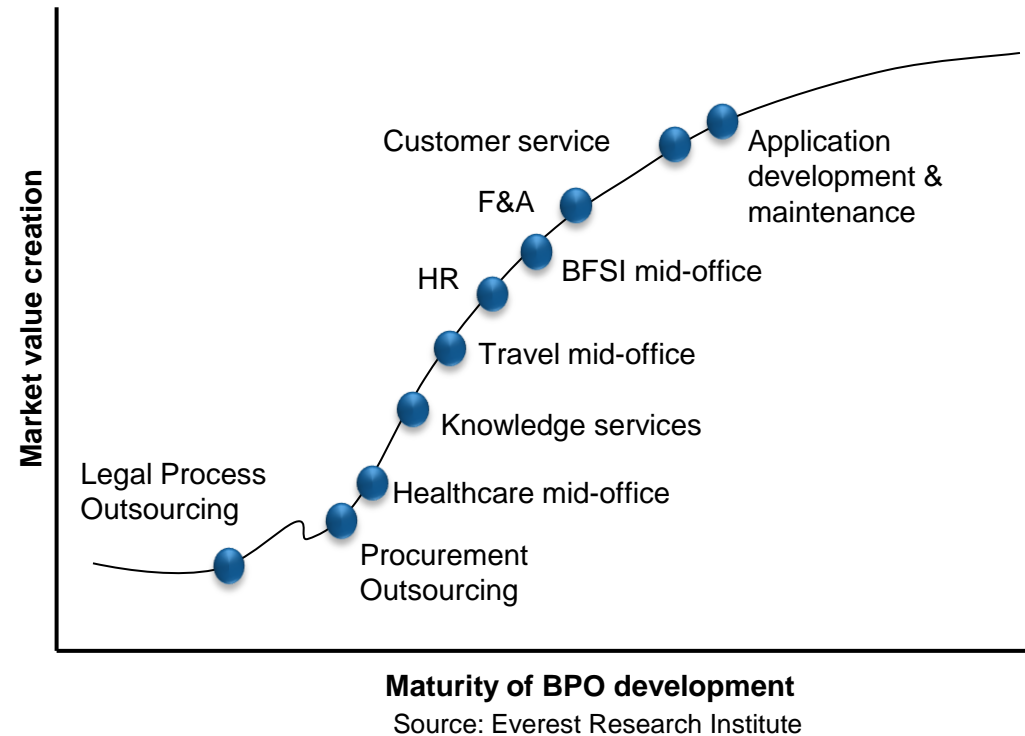 Market value creation
Customer service
Application
development &
maintenance
F&A
BFSI mid-office
HR
Travel mid-office
Knowledge services
Legal Process
Outsourcing
Healthcare mid-office
Procurement
Outsourcing
Maturity of BPO development
Source: Everest Research Institute